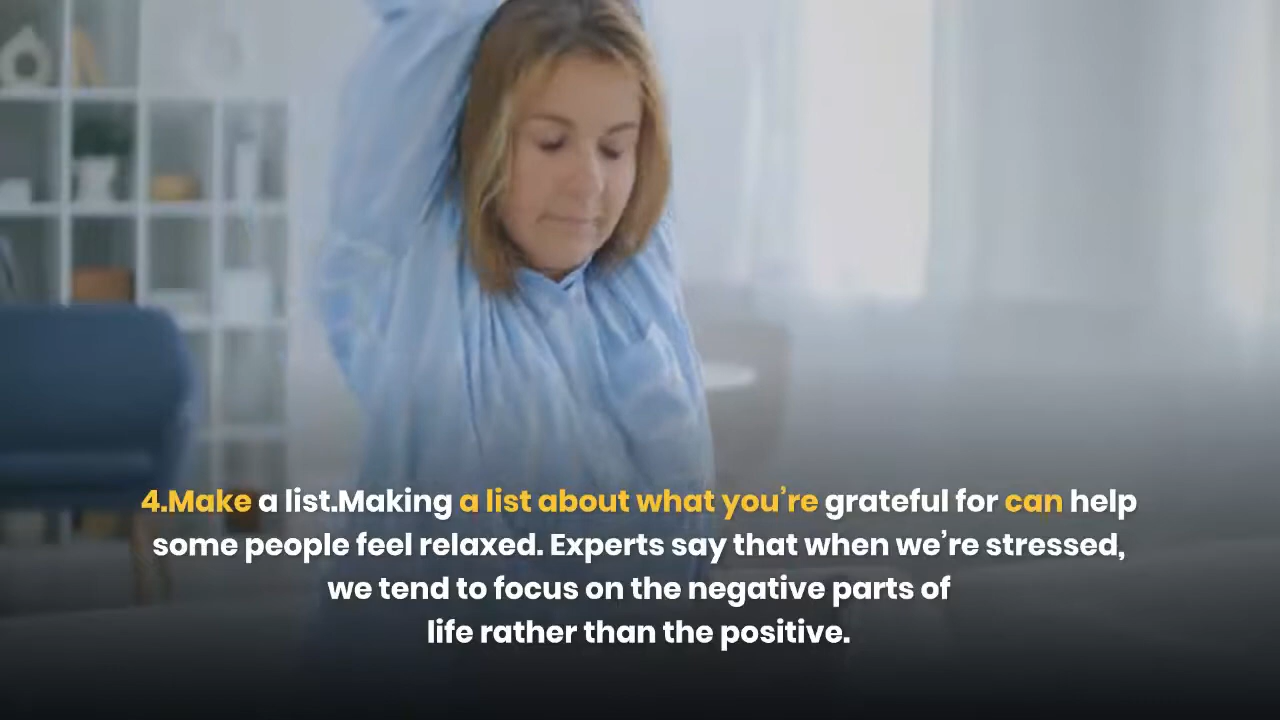 4.Make a list.Making a list about what you’re grateful for can help
some people feel relaxed. Experts say that when we’re stressed,
we tend to focus on the negative parts of
life rather than the positive.